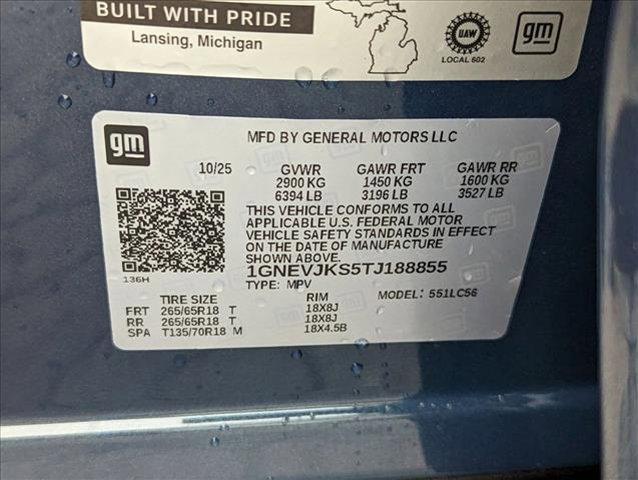 BUILT WITH PRIDE
Lansing, Michigan
UAW
LOCAL 602
gm
gm
MFD BY GENERAL MOTORS LLC
10/25 GVWR GAWR FRT GAWR RR
2900 KG 1450 KG 1600 KG
6394 LB 3196 LB 3527 LB
THIS VEHICLE CONFORMS TO ALL
APPLICABLE U.S. FEDERAL MOTOR
VEHICLE SAFETY STANDARDS IN EFFECT
ON THE DATE OF MANUFACTURE
SHOWN ABOVE.
1GNEVJKS5TJ188855
136H
TYPE: MPV MODEL: 551LC56
TIRE SIZE RIM
FRT 265/65R18 T 18X8J
RR 265/65R18 T 18X8J
SPA T135/70R18 M 18X4.5B